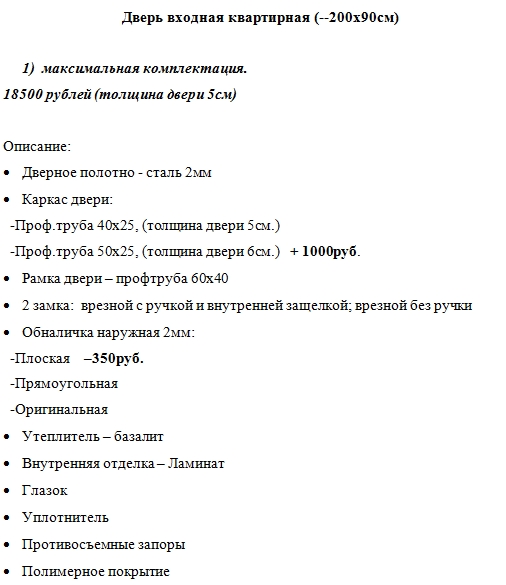 Дверь входная квартирная (--200х90см)
1) максимальная комплектация.
18500 рублей (толщина двери 5см)
Описание:
• Дверное полотно - сталь 2мм
• Каркас двери:
-Проф.труба 40х25, (толщина двери 5см.)
-Проф.труба 50х25, (толщина двери 6см.) + 1000руб.
• Рамка двери – профтруба 60х40
• 2 замка: врезной с ручкой и внутренней защелкой; врезной без ручки
• Обналичка наружная 2мм:
-Плоская –350руб.
-Прямоугольная
-Оригинальная
• Утеплитель – базалит
• Внутренняя отделка – Ламинат
• Глазок
• Уплотнитель
• Противосъемные запоры
• Полимерное покрытие